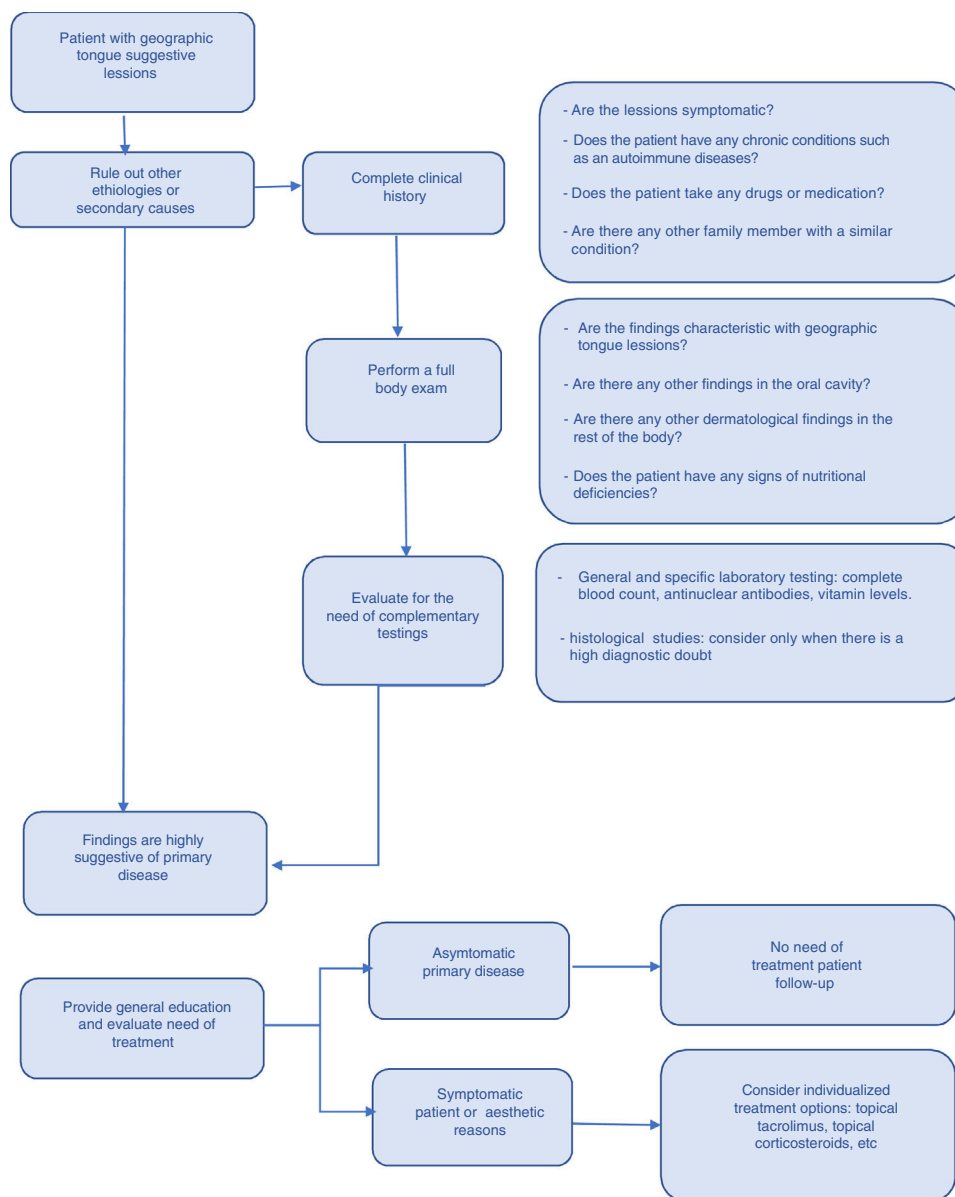 Patient with geographic
tongue suggestive
lessions
Rule out other
ethiologies or
secondary causes
Complete clinical
history
- Are the lessions symptomatic?
- Does the patient have any chronic conditions such
as an autoimmune diseases?
- Does the patient take any drugs or medication?
- Are there any other family member with a similar
condition?
Perform a full
body exam
- Are the findings characteristic with geographic
tongue lessions?
- Are there any other findings in the oral cavity?
- Are there any other dermatological findings in the
rest of the body?
- Does the patient have any signs of nutritional
deficiencies?
Evaluate for the
need of complementary
testings
- General and specific laboratory testing: complete
blood count, antinuclear antibodies, vitamin levels.
- histological studies: consider only when there is a
high diagnostic doubt
Findings are highly
suggestive of primary
disease
Provide general education
and evaluate need of
treatment
Asymtomatic
primary disease
No need of
treatment patient
follow-up
Symptomatic
patient or aesthetic
reasons
Consider individualized
treatment options: topical
tacrolimus, topical
corticosteroids, etc